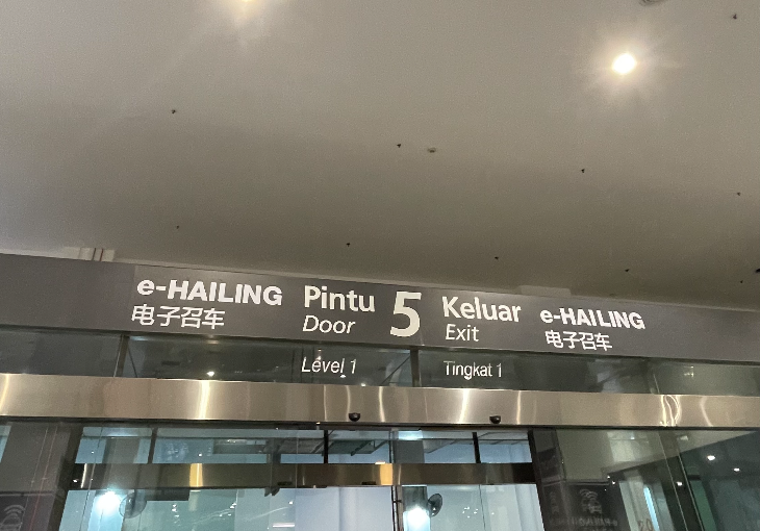 e-HAILING
电子召车
Pintu
Door
5
Keluar
Exit
e-HAILING
电子召车
Level 1
Tingkat 1